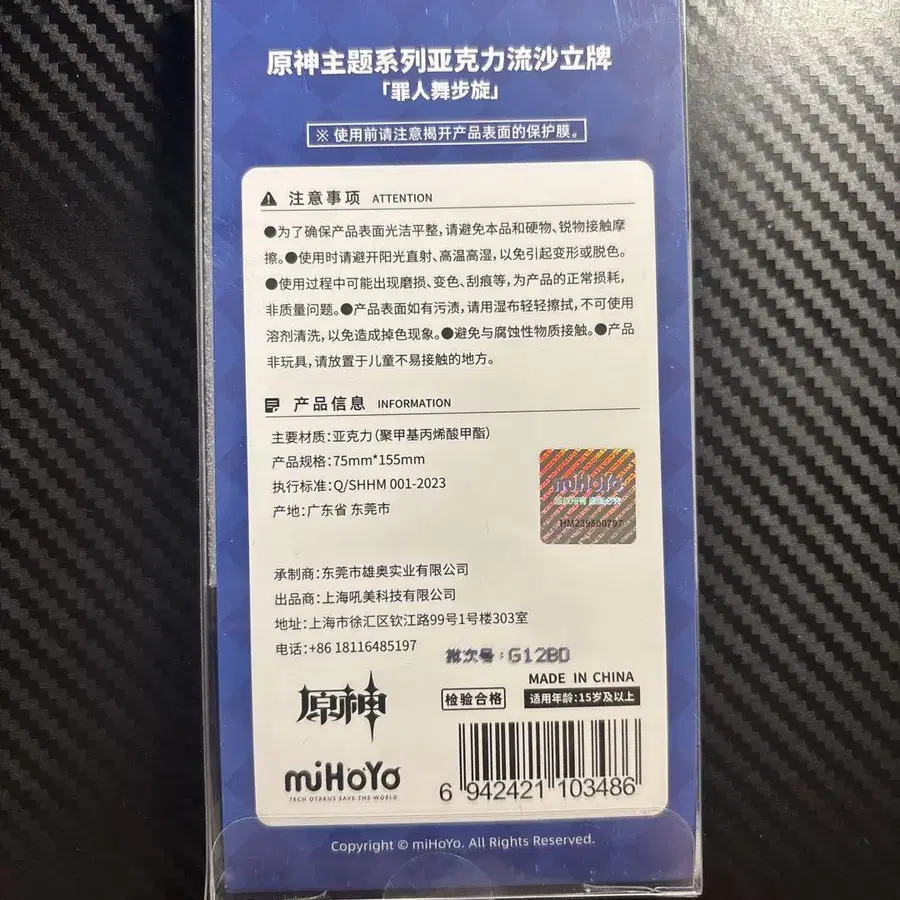 原神主题系列亚克力流沙立牌
「罪人舞步旋」
※ 使用前请注意揭开产品表面的保护膜。
注意事项 ATTENTION
●为了确保产品表面光洁平整,请避免本品和硬物、锐物接触摩
擦。●使用时请避开阳光直射、高温高湿,以免引起变形或脱色。
●使用过程中可能出现磨损、变色、刮痕等,为产品的正常损耗,
非质量问题。●产品表面如有污渍,请用湿布轻轻擦拭,不可使用
溶剂清洗,以免造成掉色现象。●避免与腐蚀性物质接触。●产品
非玩具,请放置于儿童不易接触的地方。
产品信息 INFORMATION
主要材质:亚克力(聚甲基丙烯酸甲酯)
产品规格:75mm*155mm
执行标准:Q/SHHM 001-2023
产地:广东省 东莞市
miHoYo
HM239500797
承制商:东莞市雄奥实业有限公司
出品商:上海吼美科技有限公司
地址:上海市徐汇区钦江路99号1号楼303室
电话:+86 18116485197
批次号:G12BD
MADE IN CHINA
检验合格 适用年龄:15岁及以上
原神
miHoYo
TECH OTAKUS SAVE THE WORLD
6 942421 103486
Copyright © miHoYo. All Rights Reserved.